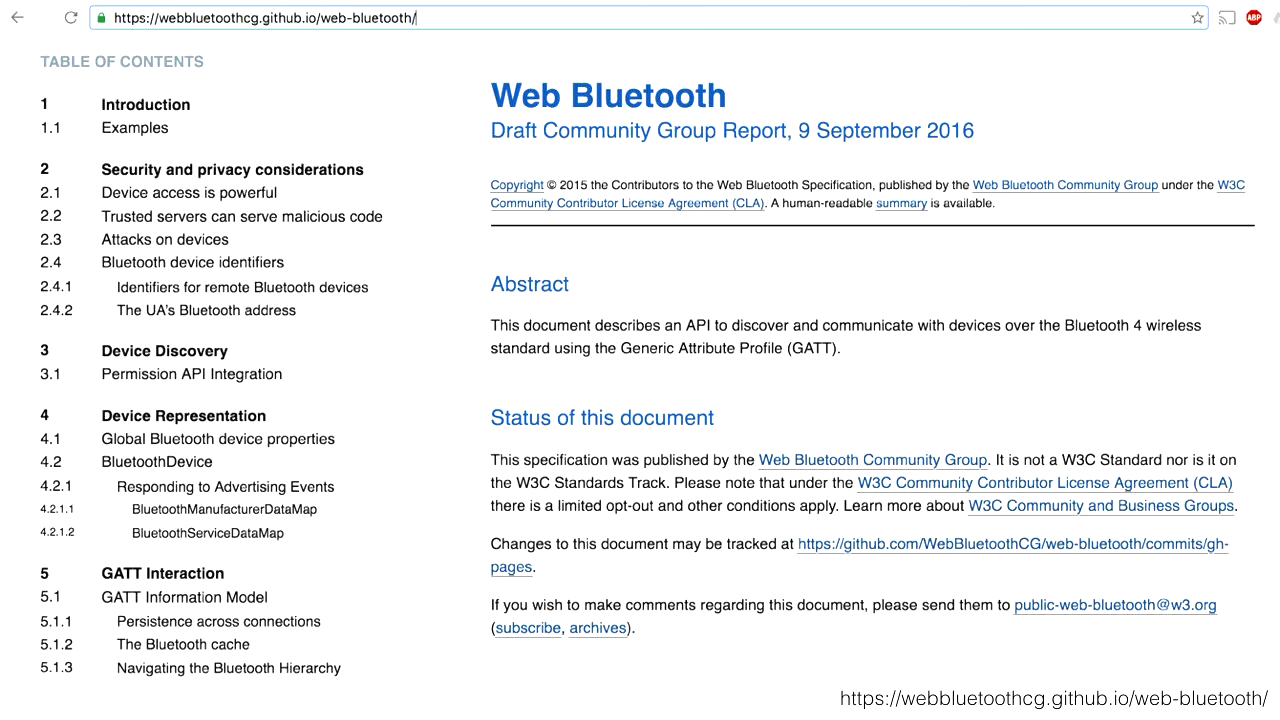 https://webbluetoothcg.github.io/web-bluetooth/
ABP
TABLE OF CONTENTS
1 Introduction
1.1 Examples
2 Security and privacy considerations
2.1 Device access is powerful
2.2 Trusted servers can serve malicious code
2.3 Attacks on devices
2.4 Bluetooth device identifiers
2.4.1 Identifiers for remote Bluetooth devices
2.4.2 The UA’s Bluetooth address
3 Device Discovery
3.1 Permission API Integration
4 Device Representation
4.1 Global Bluetooth device properties
4.2 BluetoothDevice
4.2.1 Responding to Advertising Events
4.2.1.1 BluetoothManufacturerDataMap
4.2.1.2 BluetoothServiceDataMap
5 GATT Interaction
5.1 GATT Information Model
5.1.1 Persistence across connections
5.1.2 The Bluetooth cache
5.1.3 Navigating the Bluetooth Hierarchy
Web Bluetooth
Draft Community Group Report, 9 September 2016
Copyright © 2015 the Contributors to the Web Bluetooth Specification, published by the Web Bluetooth Community Group under the W3C
Community Contributor License Agreement (CLA). A human-readable summary is available.
Abstract
This document describes an API to discover and communicate with devices over the Bluetooth 4 wireless
standard using the Generic Attribute Profile (GATT).
Status of this document
This specification was published by the Web Bluetooth Community Group. It is not a W3C Standard nor is it on
the W3C Standards Track. Please note that under the W3C Community Contributor License Agreement (CLA)
there is a limited opt-out and other conditions apply. Learn more about W3C Community and Business Groups.
Changes to this document may be tracked at https://github.com/WebBluetoothCG/web-bluetooth/commits/gh-
pages.
If you wish to make comments regarding this document, please send them to public-web-bluetooth@w3.org
(subscribe, archives).
https://webbluetoothcg.github.io/web-bluetooth/